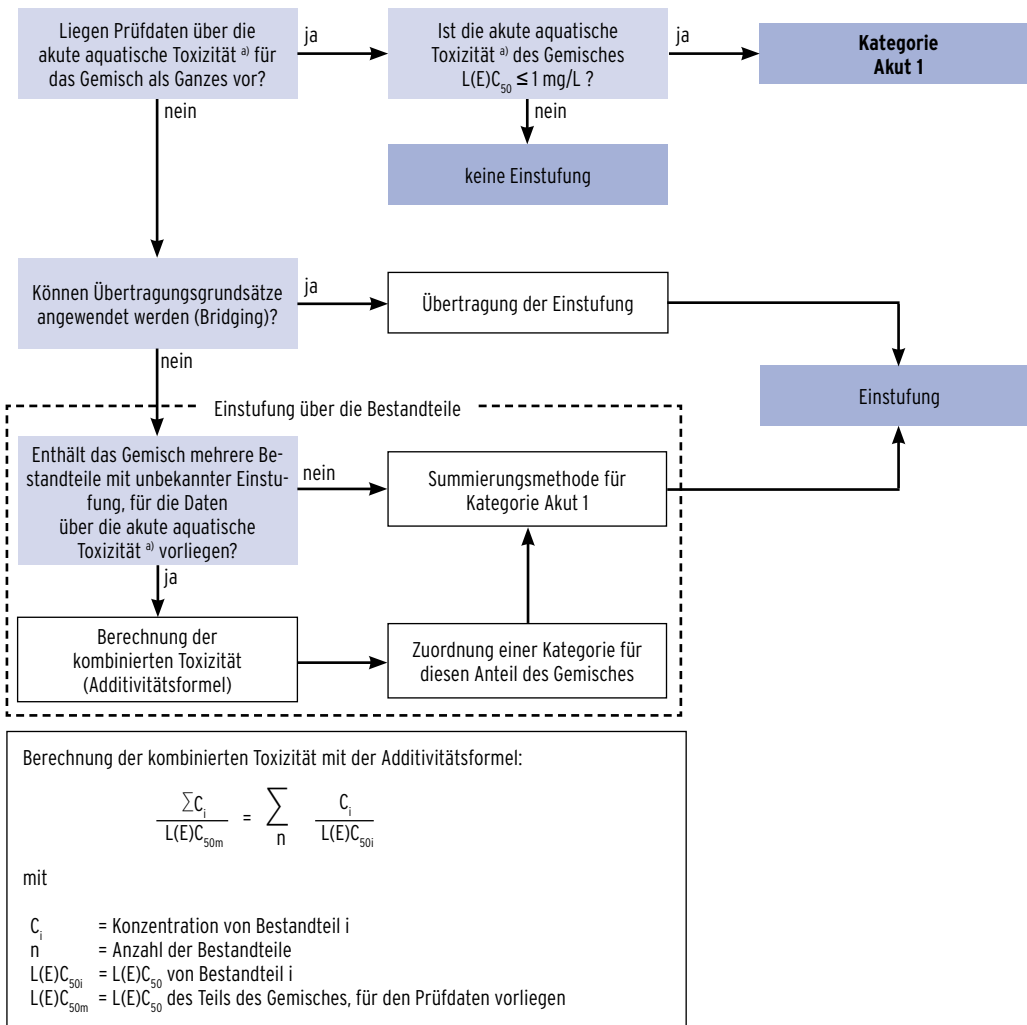 Liegen Prüfdaten über die
akute aquatische Toxizität a) für
das Gemisch als Ganzes vor?
ja
Ist die akute aquatische
Toxizität a) des Gemisches
L(E)C50 ≤ 1 mg/L ?
ja
Kategorie
Akut 1
nein
nein
keine Einstufung
Können Übertragungsgrundsätze
angewendet werden (Bridging)?
ja
Übertragung der Einstufung
nein
Einstufung
Einstufung über die Bestandteile
Enthält das Gemisch mehrere Be-
standteile mit unbekannter Einstu-
fung, für die Daten
über die akute aquatische
Toxizität a) vorliegen?
nein
Summierungsmethode für
Kategorie Akut 1
ja
Berechnung der
kombinierten Toxizität
(Additivitätsformel)
Zuordnung einer Kategorie für
diesen Anteil des Gemisches
Berechnung der kombinierten Toxizität mit der Additivitätsformel:
∑Ci / L(E)C50m = ∑ n Ci / L(E)C50i
mit
Ci = Konzentration von Bestandteil i
n = Anzahl der Bestandteile
L(E)C50i = L(E)C50 von Bestandteil i
L(E)C50m = L(E)C50 des Teils des Gemisches, für den Prüfdaten vorliegen